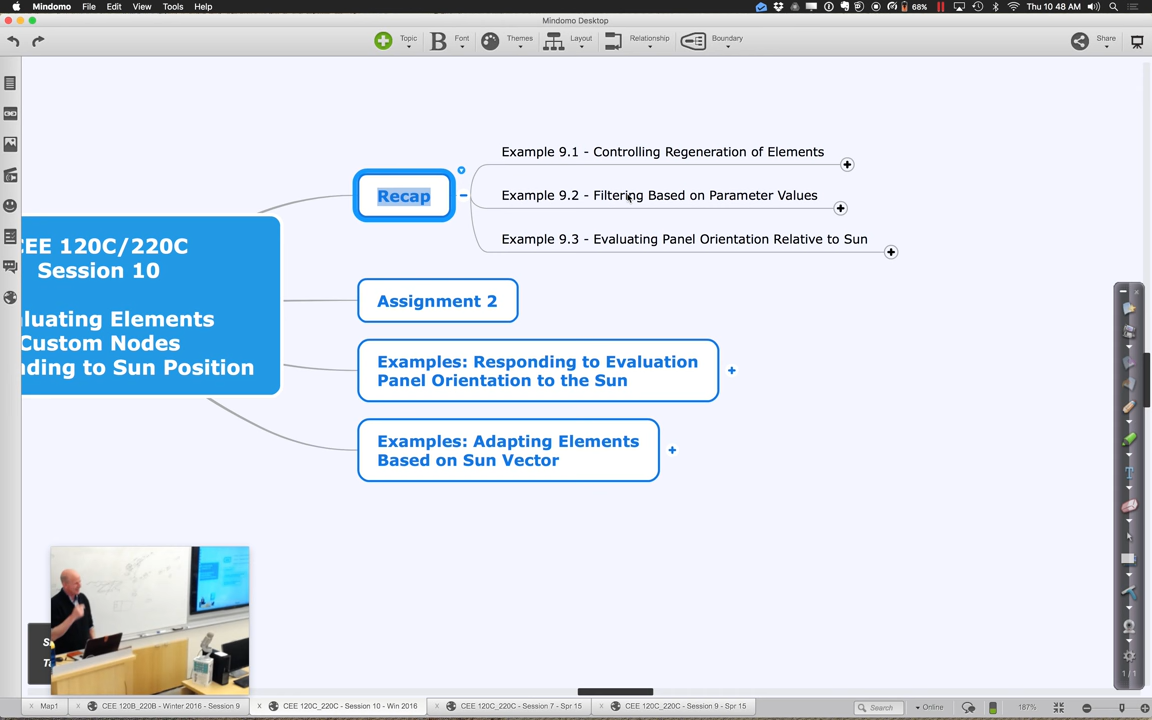 Mindomo File Edit View Tools Help
68% Thu 10 48 AM
Mindomo Desktop
Topic Font Themes Layout Relationship Boundary Share
Recap
Example 9.1 - Controlling Regeneration of Elements
Example 9.2 - Filtering Based on Parameter Values
Example 9.3 - Evaluating Panel Orientation Relative to Sun
CEE 120C/220C
Session 10
luating Elements
Custom Nodes
nding to Sun Position
Assignment 2
Examples: Responding to Evaluation
Panel Orientation to the Sun
Examples: Adapting Elements
Based on Sun Vector
1 / 1
x Map1 x CEE 120B_220B - Winter 2016 - Session 9 x CEE 120C_220C - Session 10 - Win 2016 x CEE 120C_220C - Session 7 - Spr 15 x CEE 120C_220C - Session 9 - Spr 15 Search Online 187%